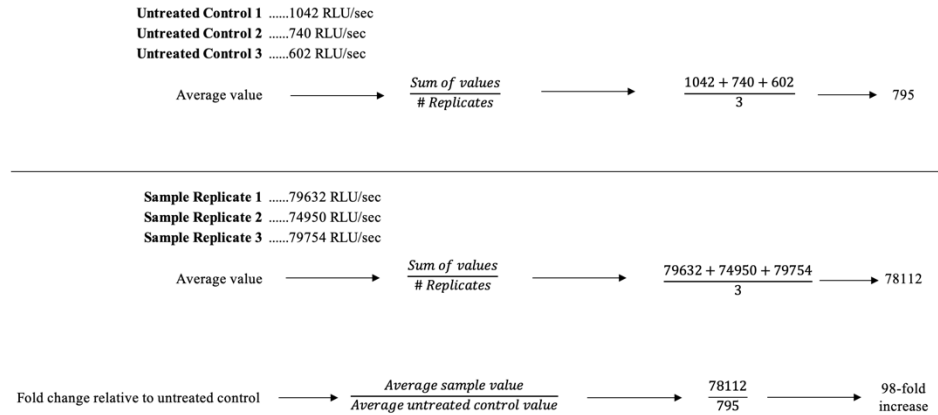 Untreated Control 1 ......1042 RLU/sec
Untreated Control 2 ......740 RLU/sec
Untreated Control 3 ......602 RLU/sec
Average value
Sum of values
# Replicates
1042 + 740 + 602
3
795
Sample Replicate 1 ......79632 RLU/sec
Sample Replicate 2 ......74950 RLU/sec
Sample Replicate 3 ......79754 RLU/sec
Average value
Sum of values
# Replicates
79632 + 74950 + 79754
3
78112
Fold change relative to untreated control
Average sample value
Average untreated control value
78112
795
98-fold
increase